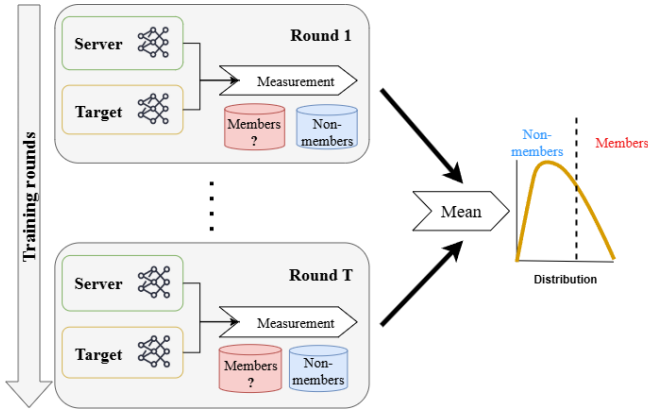 Training rounds
Round 1
Server
Target
Measurement
Members
?
Non-
members
Round T
Server
Target
Measurement
Members
?
Non-
members
Mean
Non-
members
Members
Distribution